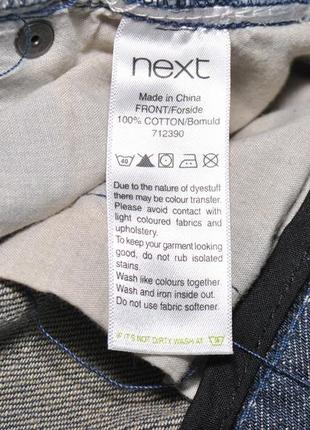 next
Made in China
FRONT/Forside
100% COTTON/Bomuld
712390
40
Due to the nature of dyestuff
there may be colour transfer.
Please avoid contact with
light coloured fabrics and
upholstery.
To keep your garment looking
good, do not rub isolated
stains.
Wash like colours together.
Wash and iron inside out.
Do not use fabric softener.
IF IT'S NOT DIRTY WASH AT